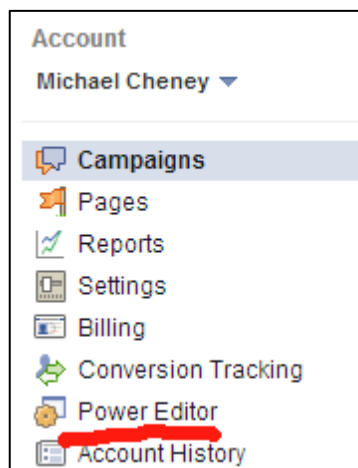 Account
Michael Cheney
Campaigns
Pages
Reports
Settings
Billing
Conversion Tracking
Power Editor
Account History